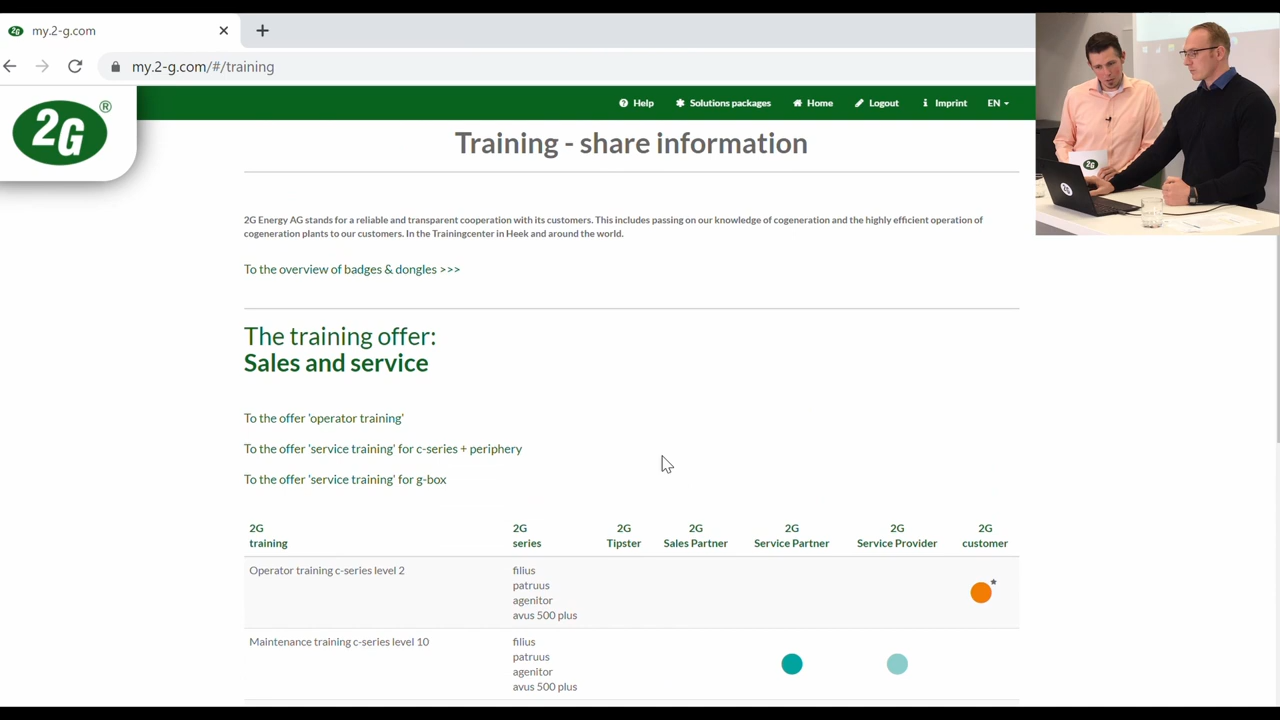 my.2-g.com
my.2-g.com/#/training
2G®
Help Solutions packages Home Logout Imprint EN
Training - share information
2G Energy AG stands for a reliable and transparent cooperation with its customers. This includes passing on our knowledge of cogeneration and the highly efficient operation of
cogeneration plants to our customers. In the Trainingcenter in Heek and around the world.
To the overview of badges & dongles >>>
The training offer:
Sales and service
To the offer 'operator training'
To the offer 'service training' for c-series + periphery
To the offer 'service training' for g-box
2G 2G 2G 2G 2G 2G 2G
training series Tipster Sales Partner Service Partner Service Provider customer
Operator training c-series level 2 filius
patruus
agenitor
avus 500 plus
*
Maintenance training c-series level 10 filius
patruus
agenitor
avus 500 plus
2G
2G